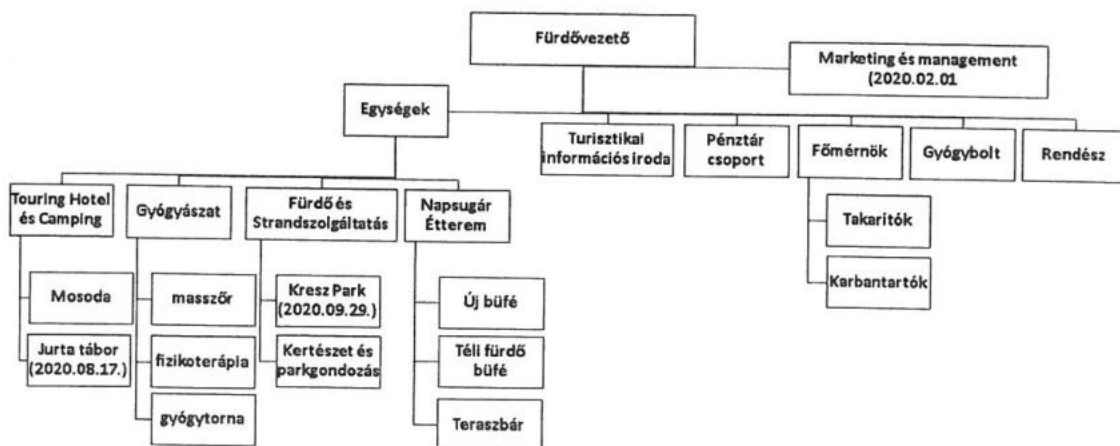 Fürdővezető
Marketing és management
(2020.02.01
Egységek
Turisztikai
információs iroda
Pénztár
csoport
Főmérnök
Gyógybolt
Rendész
Touring Hotel
és Camping
Gyógyászat
Fürdő és
Strandszolgáltatás
Napsugár
Étterem
Takarítók
Karbantartók
Mosoda
masszőr
Kresz Park
(2020.09.29.)
Új büfé
Jurta tábor
(2020.08.17.)
fizikoterápia
Kertészet és
parkgondozás
Téli fürdő
büfé
gyógytorna
Teraszbár